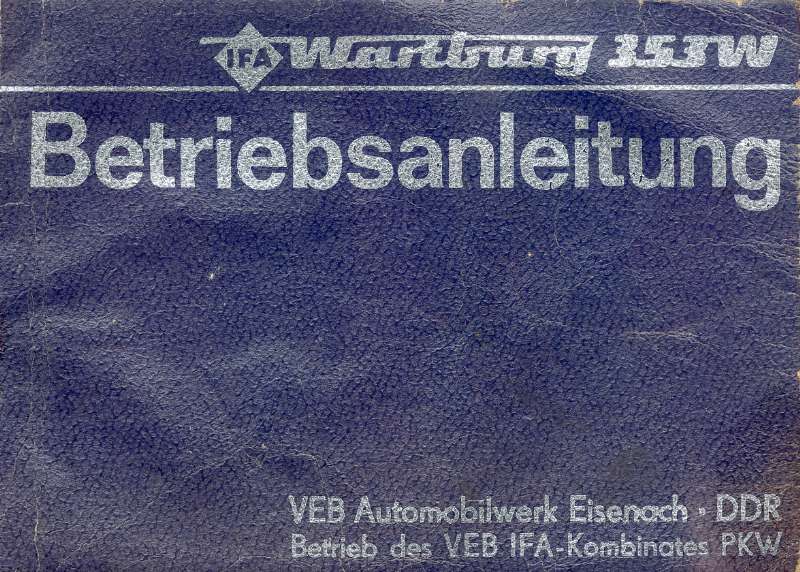 IFA Wartburg 353W
Betriebsanleitung
VEB Automobilwerk Eisenach · DDR
Betrieb des VEB IFA-Kombinates PKW